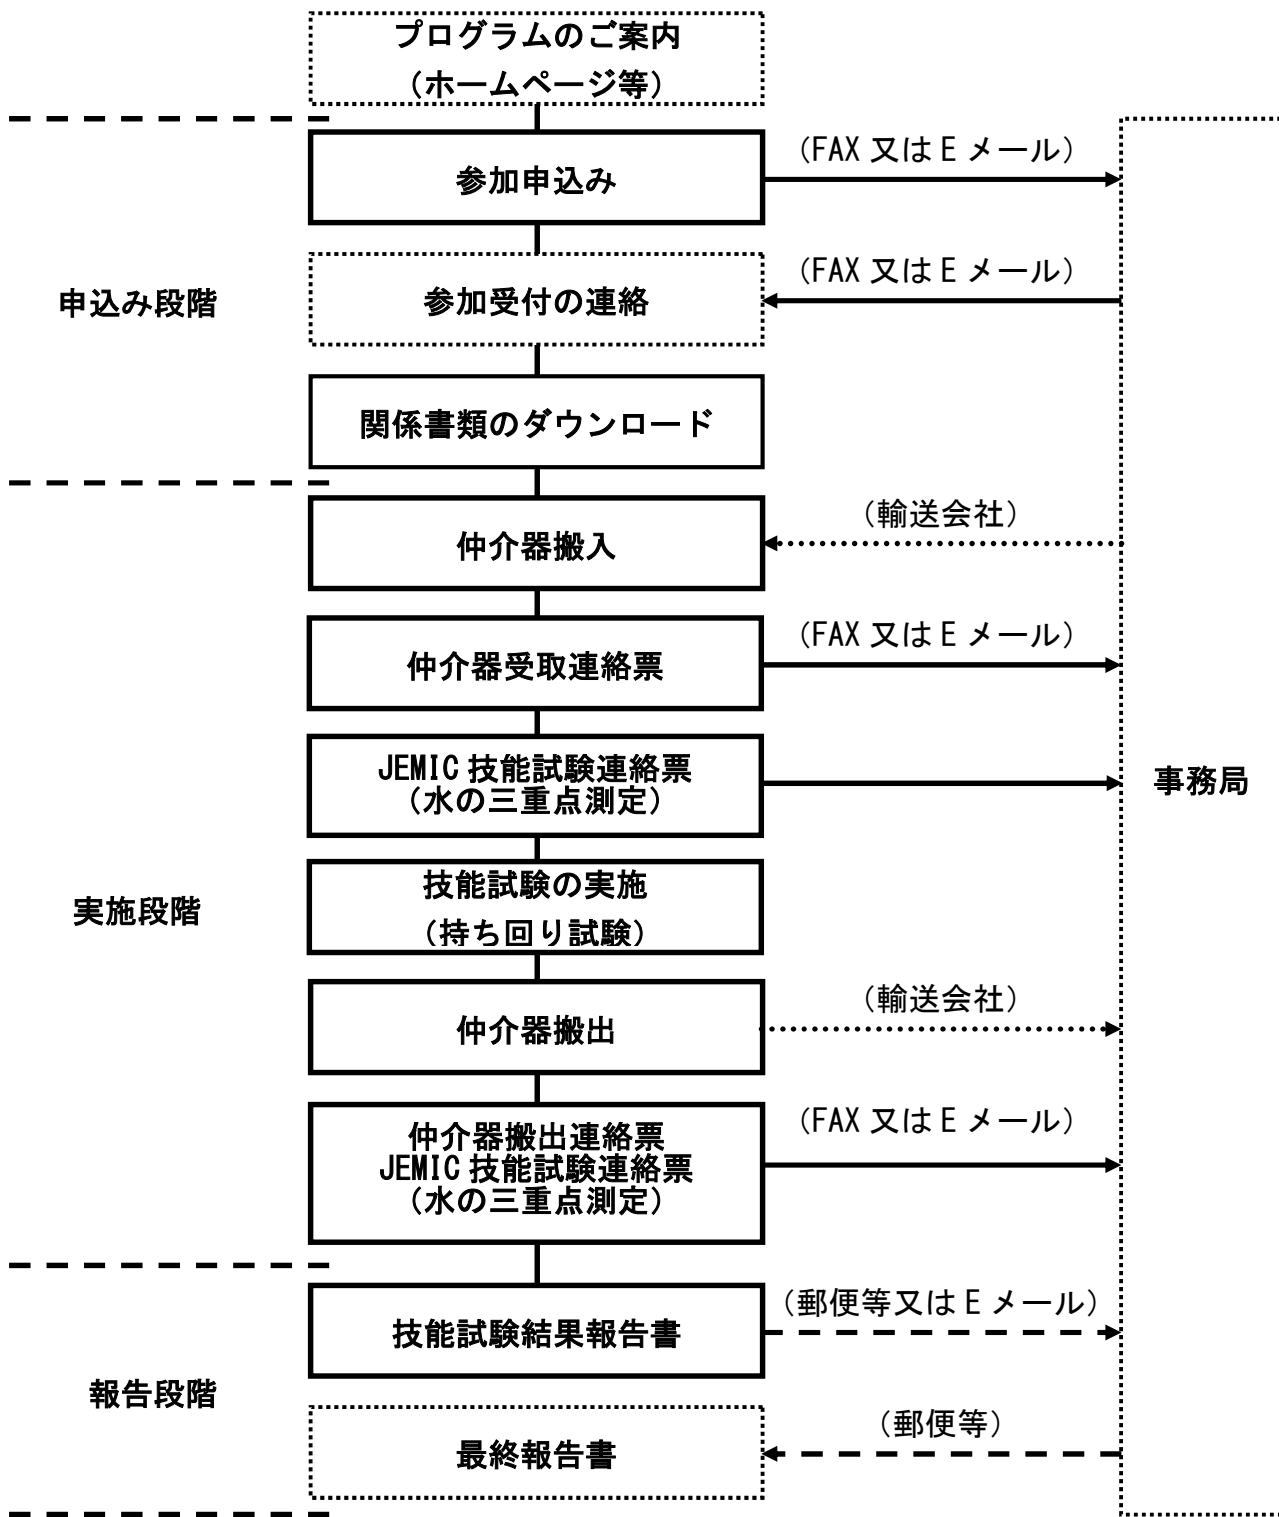 プログラムのご案内
（ホームページ等）
参加申込み
（FAX 又は E メール）
申込み段階
参加受付の連絡
（FAX 又は E メール）
関係書類のダウンロード
仲介器搬入
（輸送会社）
仲介器受取連絡票
（FAX 又は E メール）
JEMIC 技能試験連絡票
（水の三重点測定）
事務局
実施段階
技能試験の実施
（持ち回り試験）
仲介器搬出
（輸送会社）
仲介器搬出連絡票
JEMIC 技能試験連絡票
（水の三重点測定）
（FAX 又は E メール）
技能試験結果報告書
（郵便等又は E メール）
報告段階
最終報告書
（郵便等）